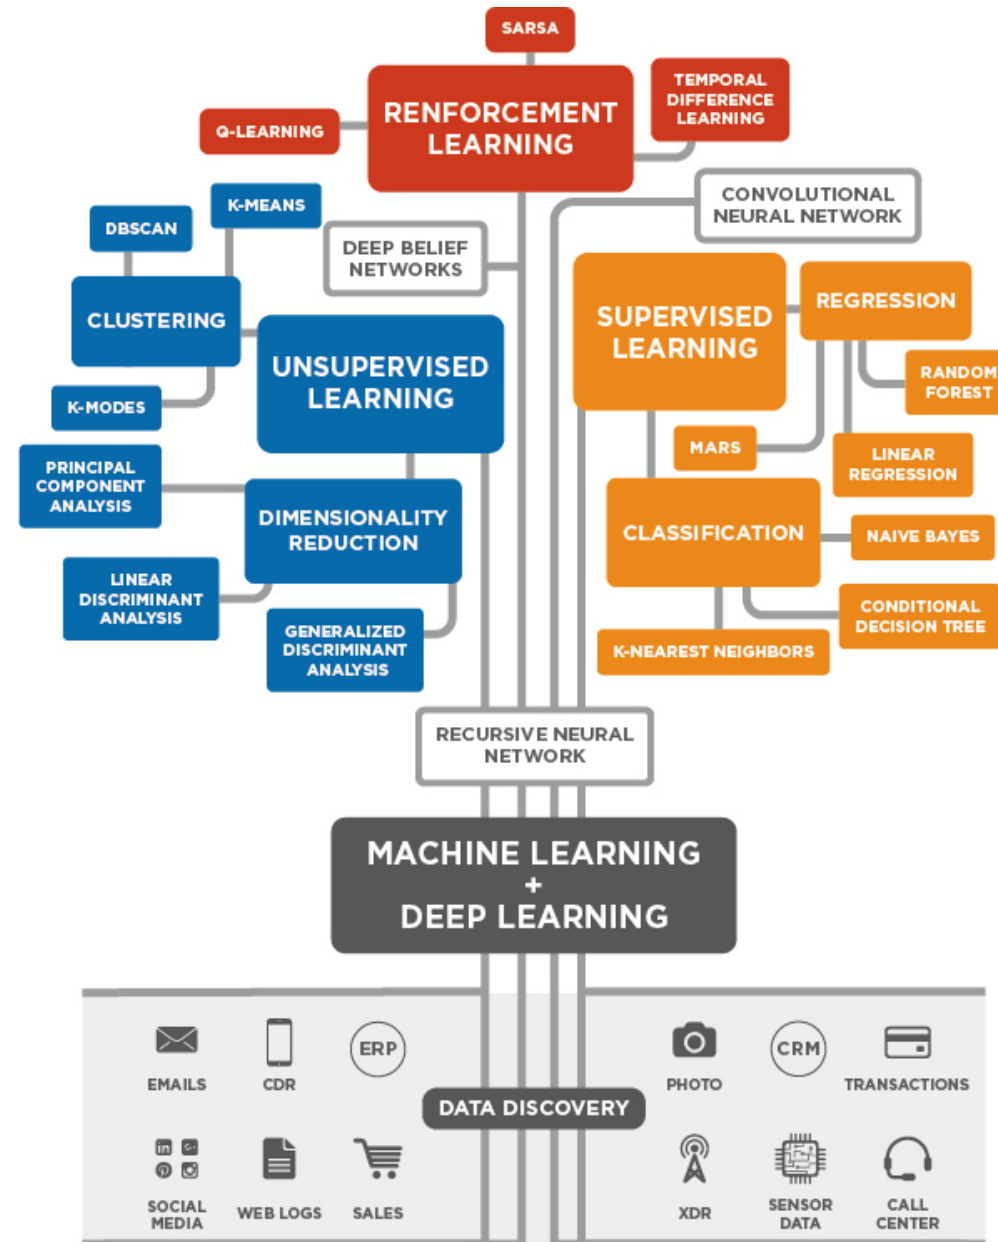 SARSA
RENFORCEMENT
LEARNING
TEMPORAL
DIFFERENCE
LEARNING
Q-LEARNING
CONVOLUTIONAL
NEURAL NETWORK
K-MEANS
DBSCAN
DEEP BELIEF
NETWORKS
CLUSTERING
SUPERVISED
LEARNING
REGRESSION
UNSUPERVISED
LEARNING
RANDOM
FOREST
K-MODES
MARS
LINEAR
REGRESSION
PRINCIPAL
COMPONENT
ANALYSIS
DIMENSIONALITY
REDUCTION
CLASSIFICATION
NAIVE BAYES
LINEAR
DISCRIMINANT
ANALYSIS
CONDITIONAL
DECISION TREE
GENERALIZED
DISCRIMINANT
ANALYSIS
K-NEAREST NEIGHBORS
RECURSIVE NEURAL
NETWORK
MACHINE LEARNING
+
DEEP LEARNING
ERP
CRM
EMAILS
CDR
PHOTO
TRANSACTIONS
DATA DISCOVERY
in
G+
SOCIAL
MEDIA
WEB LOGS
SALES
XDR
SENSOR
DATA
CALL
CENTER